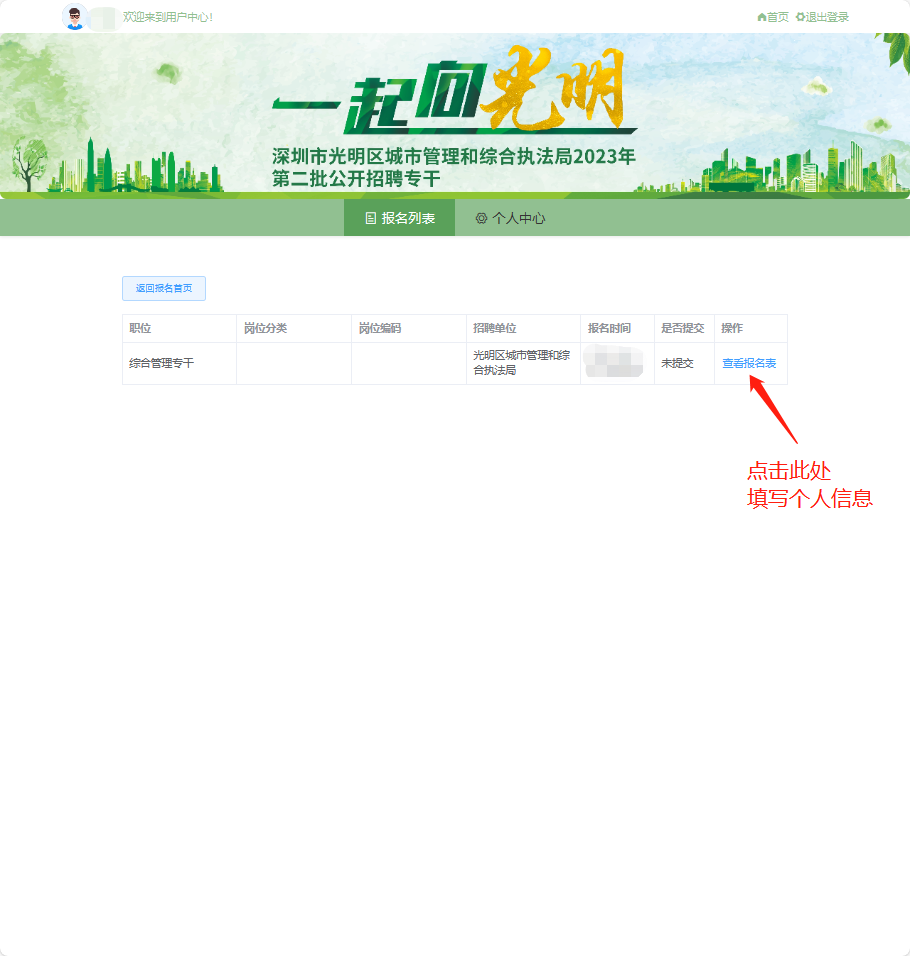 欢迎来到用户中心!
首页 退出登录
一起向光明
深圳市光明区城市管理和综合执法局2023年
第二批公开招聘专干
报名列表 个人中心
返回报名首页
职位 岗位分类 岗位编码 招聘单位 报名时间 是否提交 操作
综合管理专干 光明区城市管理和综合执法局 未提交 查看报名表
点击此处
填写个人信息